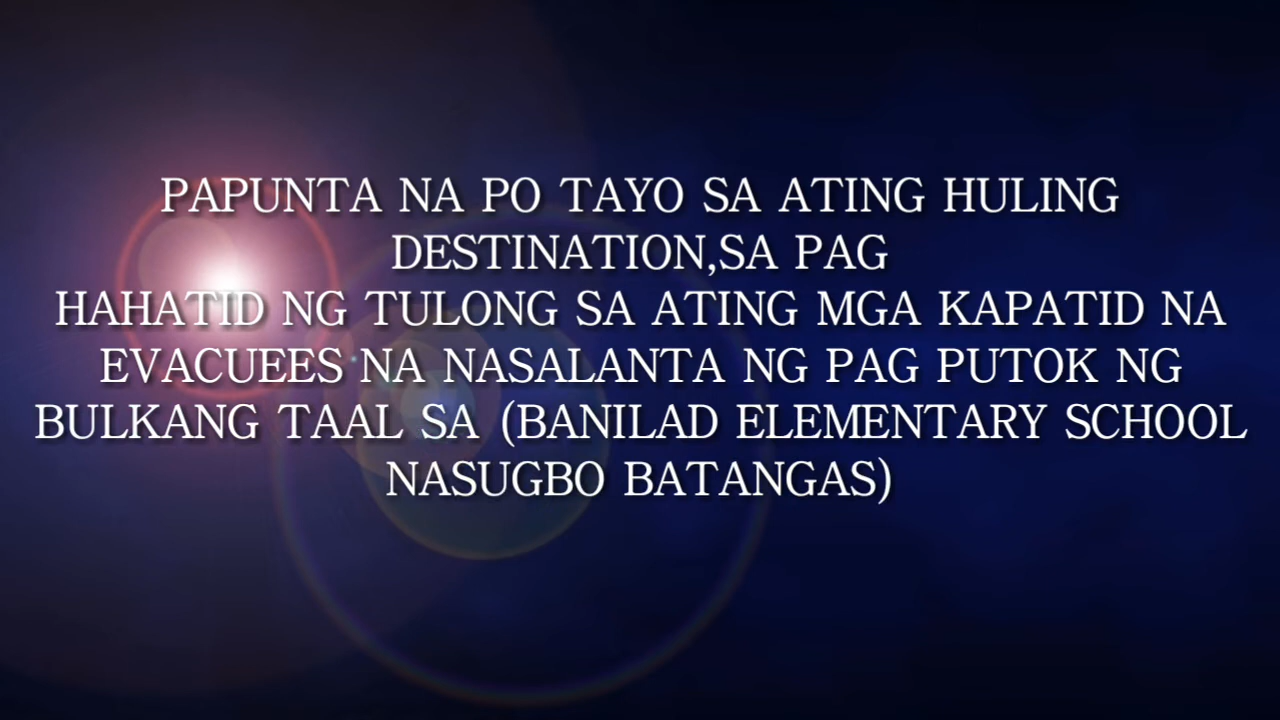 PAPUNTA NA PO TAYO SA ATING HULING
DESTINATION,SA PAG
HAHATID NG TULONG SA ATING MGA KAPATID NA
EVACUEES NA NASALANTA NG PAG PUTOK NG
BULKANG TAAL SA (BANILAD ELEMENTARY SCHOOL
NASUGBO BATANGAS)